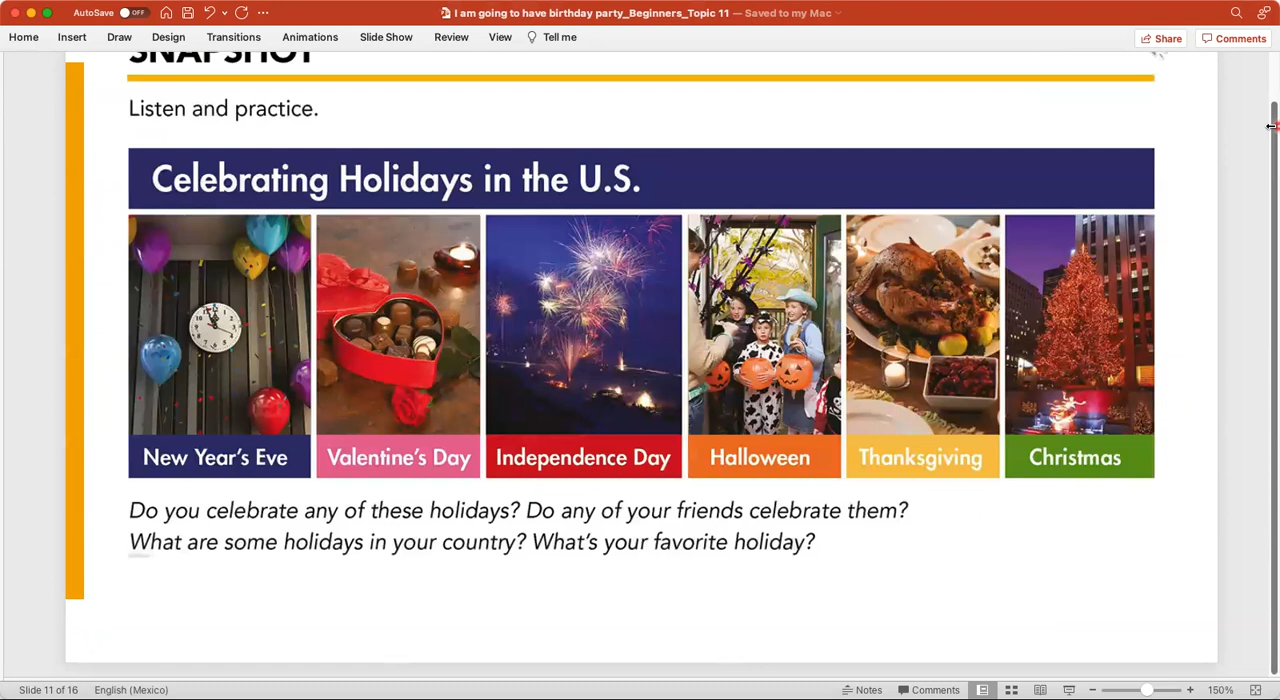 AutoSave OFF
I am going to have birthday party_Beginners_Topic 11 — Saved to my Mac
Home Insert Draw Design Transitions Animations Slide Show Review View Tell me
Share Comments
SNAPSHOT
Listen and practice.
Celebrating Holidays in the U.S.
New Year's Eve Valentine's Day Independence Day Halloween Thanksgiving Christmas
Do you celebrate any of these holidays? Do any of your friends celebrate them?
What are some holidays in your country? What's your favorite holiday?
Slide 11 of 16 English (Mexico) Notes Comments 150%